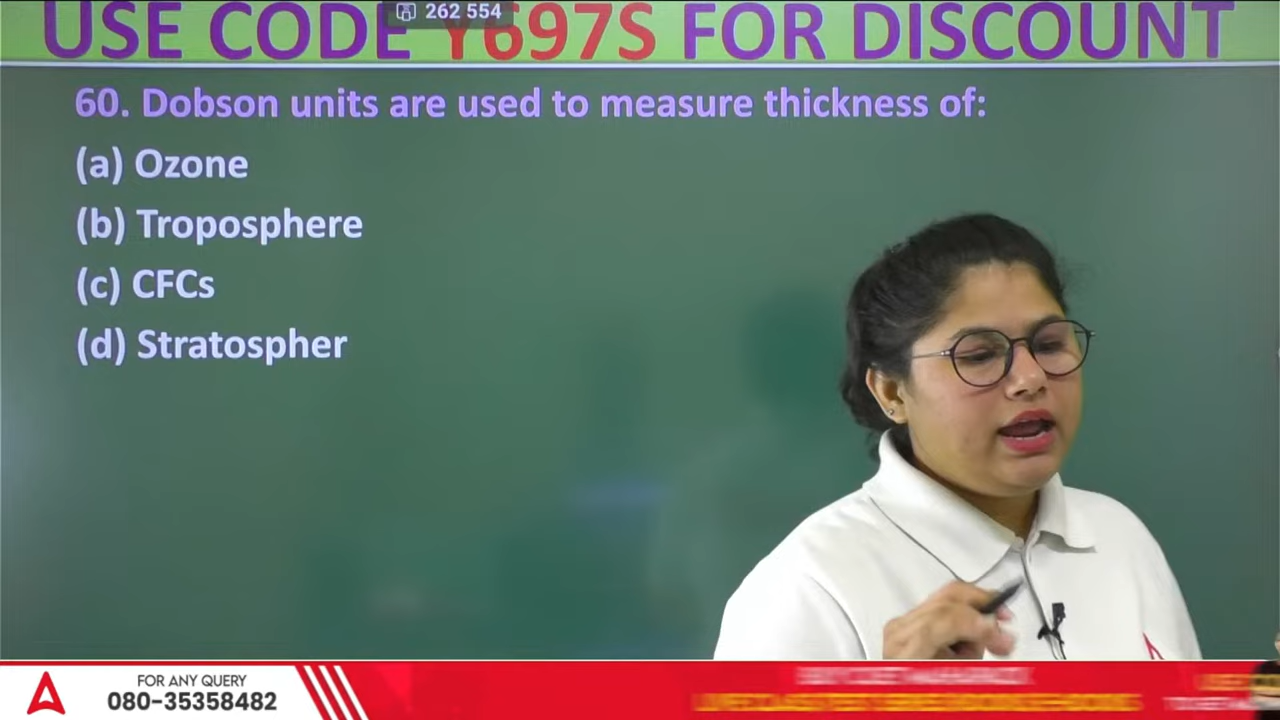 USE CODE Y697S FOR DISCOUNT
262 554
60. Dobson units are used to measure thickness of:
(a) Ozone
(b) Troposphere
(c) CFCs
(d) Stratospher
FOR ANY QUERY
080-35358482